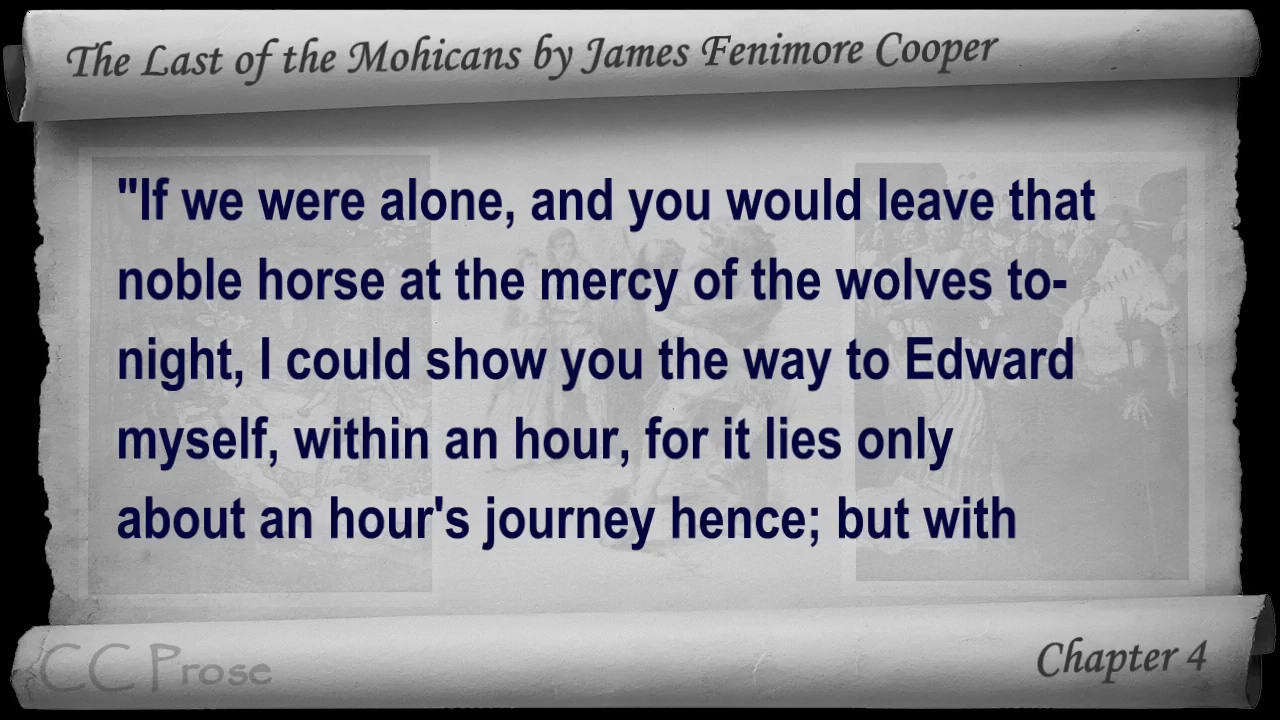 The Last of the Mohicans by James Fenimore Cooper
"If we were alone, and you would leave that
noble horse at the mercy of the wolves to-
night, I could show you the way to Edward
myself, within an hour, for it lies only
about an hour's journey hence; but with
CC Prose
Chapter 4